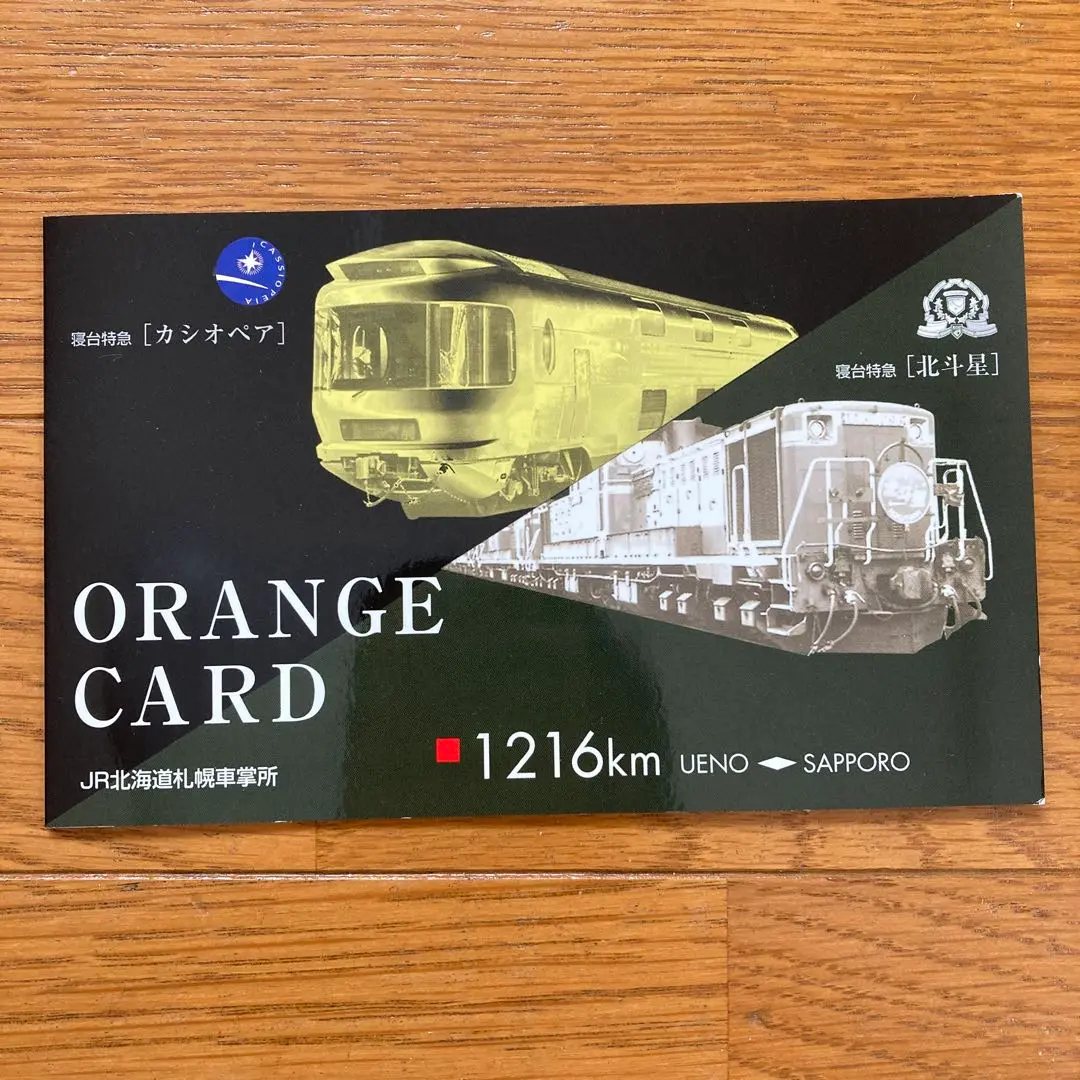 CASSIOPEIA
寝台特急 [カシオペア]
寝台特急 [北斗星]
ORANGE
CARD
JR北海道札幌車掌所
■1216km UENO ◀▶ SAPPORO